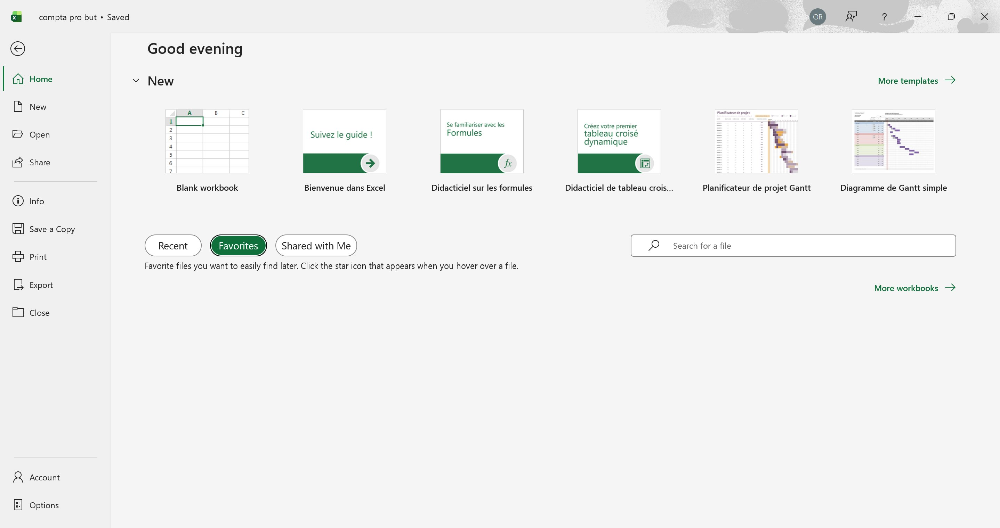 compta pro but • Saved
OR
?
Good evening
Home
New
Open
Share
Info
Save a Copy
Print
Export
Close
Account
Options
New
More templates
A B C
1
2
3
4
5
6
7
Blank workbook
Suivez le guide !
Bienvenue dans Excel
Se familiariser avec les
Formules
fx
Didacticiel sur les formules
Créez votre premier
tableau croisé
dynamique
Didacticiel de tableau crois...
Planificateur de projet
Planificateur de projet Gantt
Diagramme de Gantt simple
Recent
Favorites
Shared with Me
Search for a file
Favorite files you want to easily find later. Click the star icon that appears when you hover over a file.
More workbooks